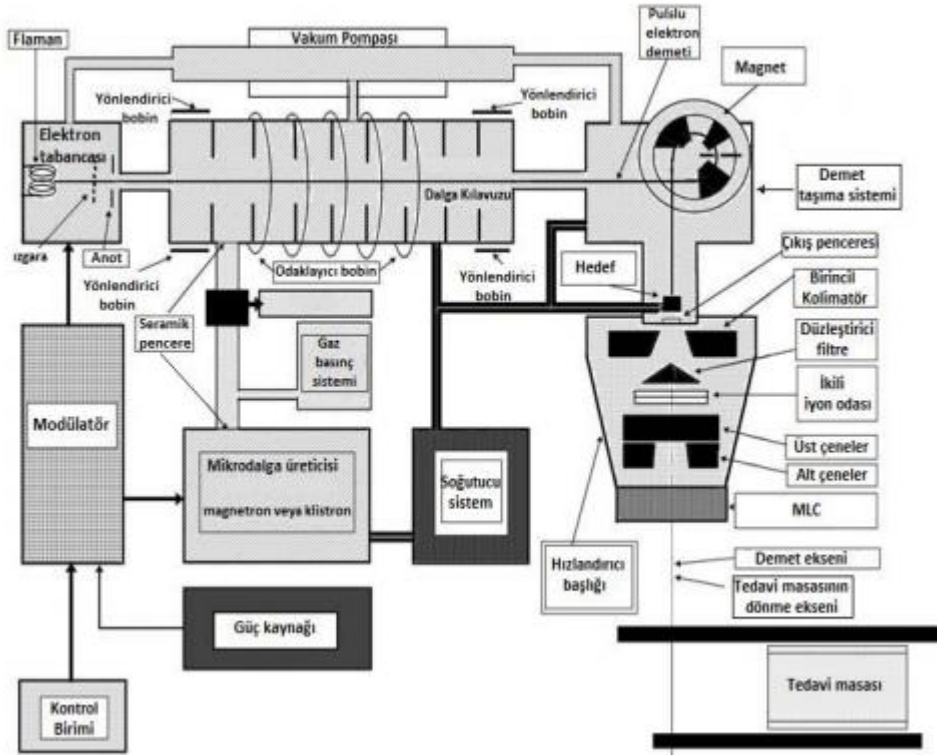 Flaman
Vakum Pompası
Pulslu
elektron
demeti
Magnet
Yönlendirici
bobin
Yönlendirici
bobin
Elektron
tabancası
Dalga Kılavuzu
Demet
taşıma sistemi
ızgara
Anot
Odaklayıcı bobin
Yönlendirici
bobin
Yönlendirici
bobin
Hedef
Çıkış penceresi
Birincil
Kolimatör
Seramik
pencere
Gaz
basınç
sistemi
Düzleştirici
filtre
İkili
iyon odası
Modülatör
Mikrodalga üreticisi
magnetron veya klistron
Soğutucu
sistem
Üst çeneler
Alt çeneler
MLC
Hızlandırıcı
başlığı
Demet ekseni
Tedavi masasının
dönme ekseni
Güç kaynağı
Kontrol
Birimi
Tedavi masası